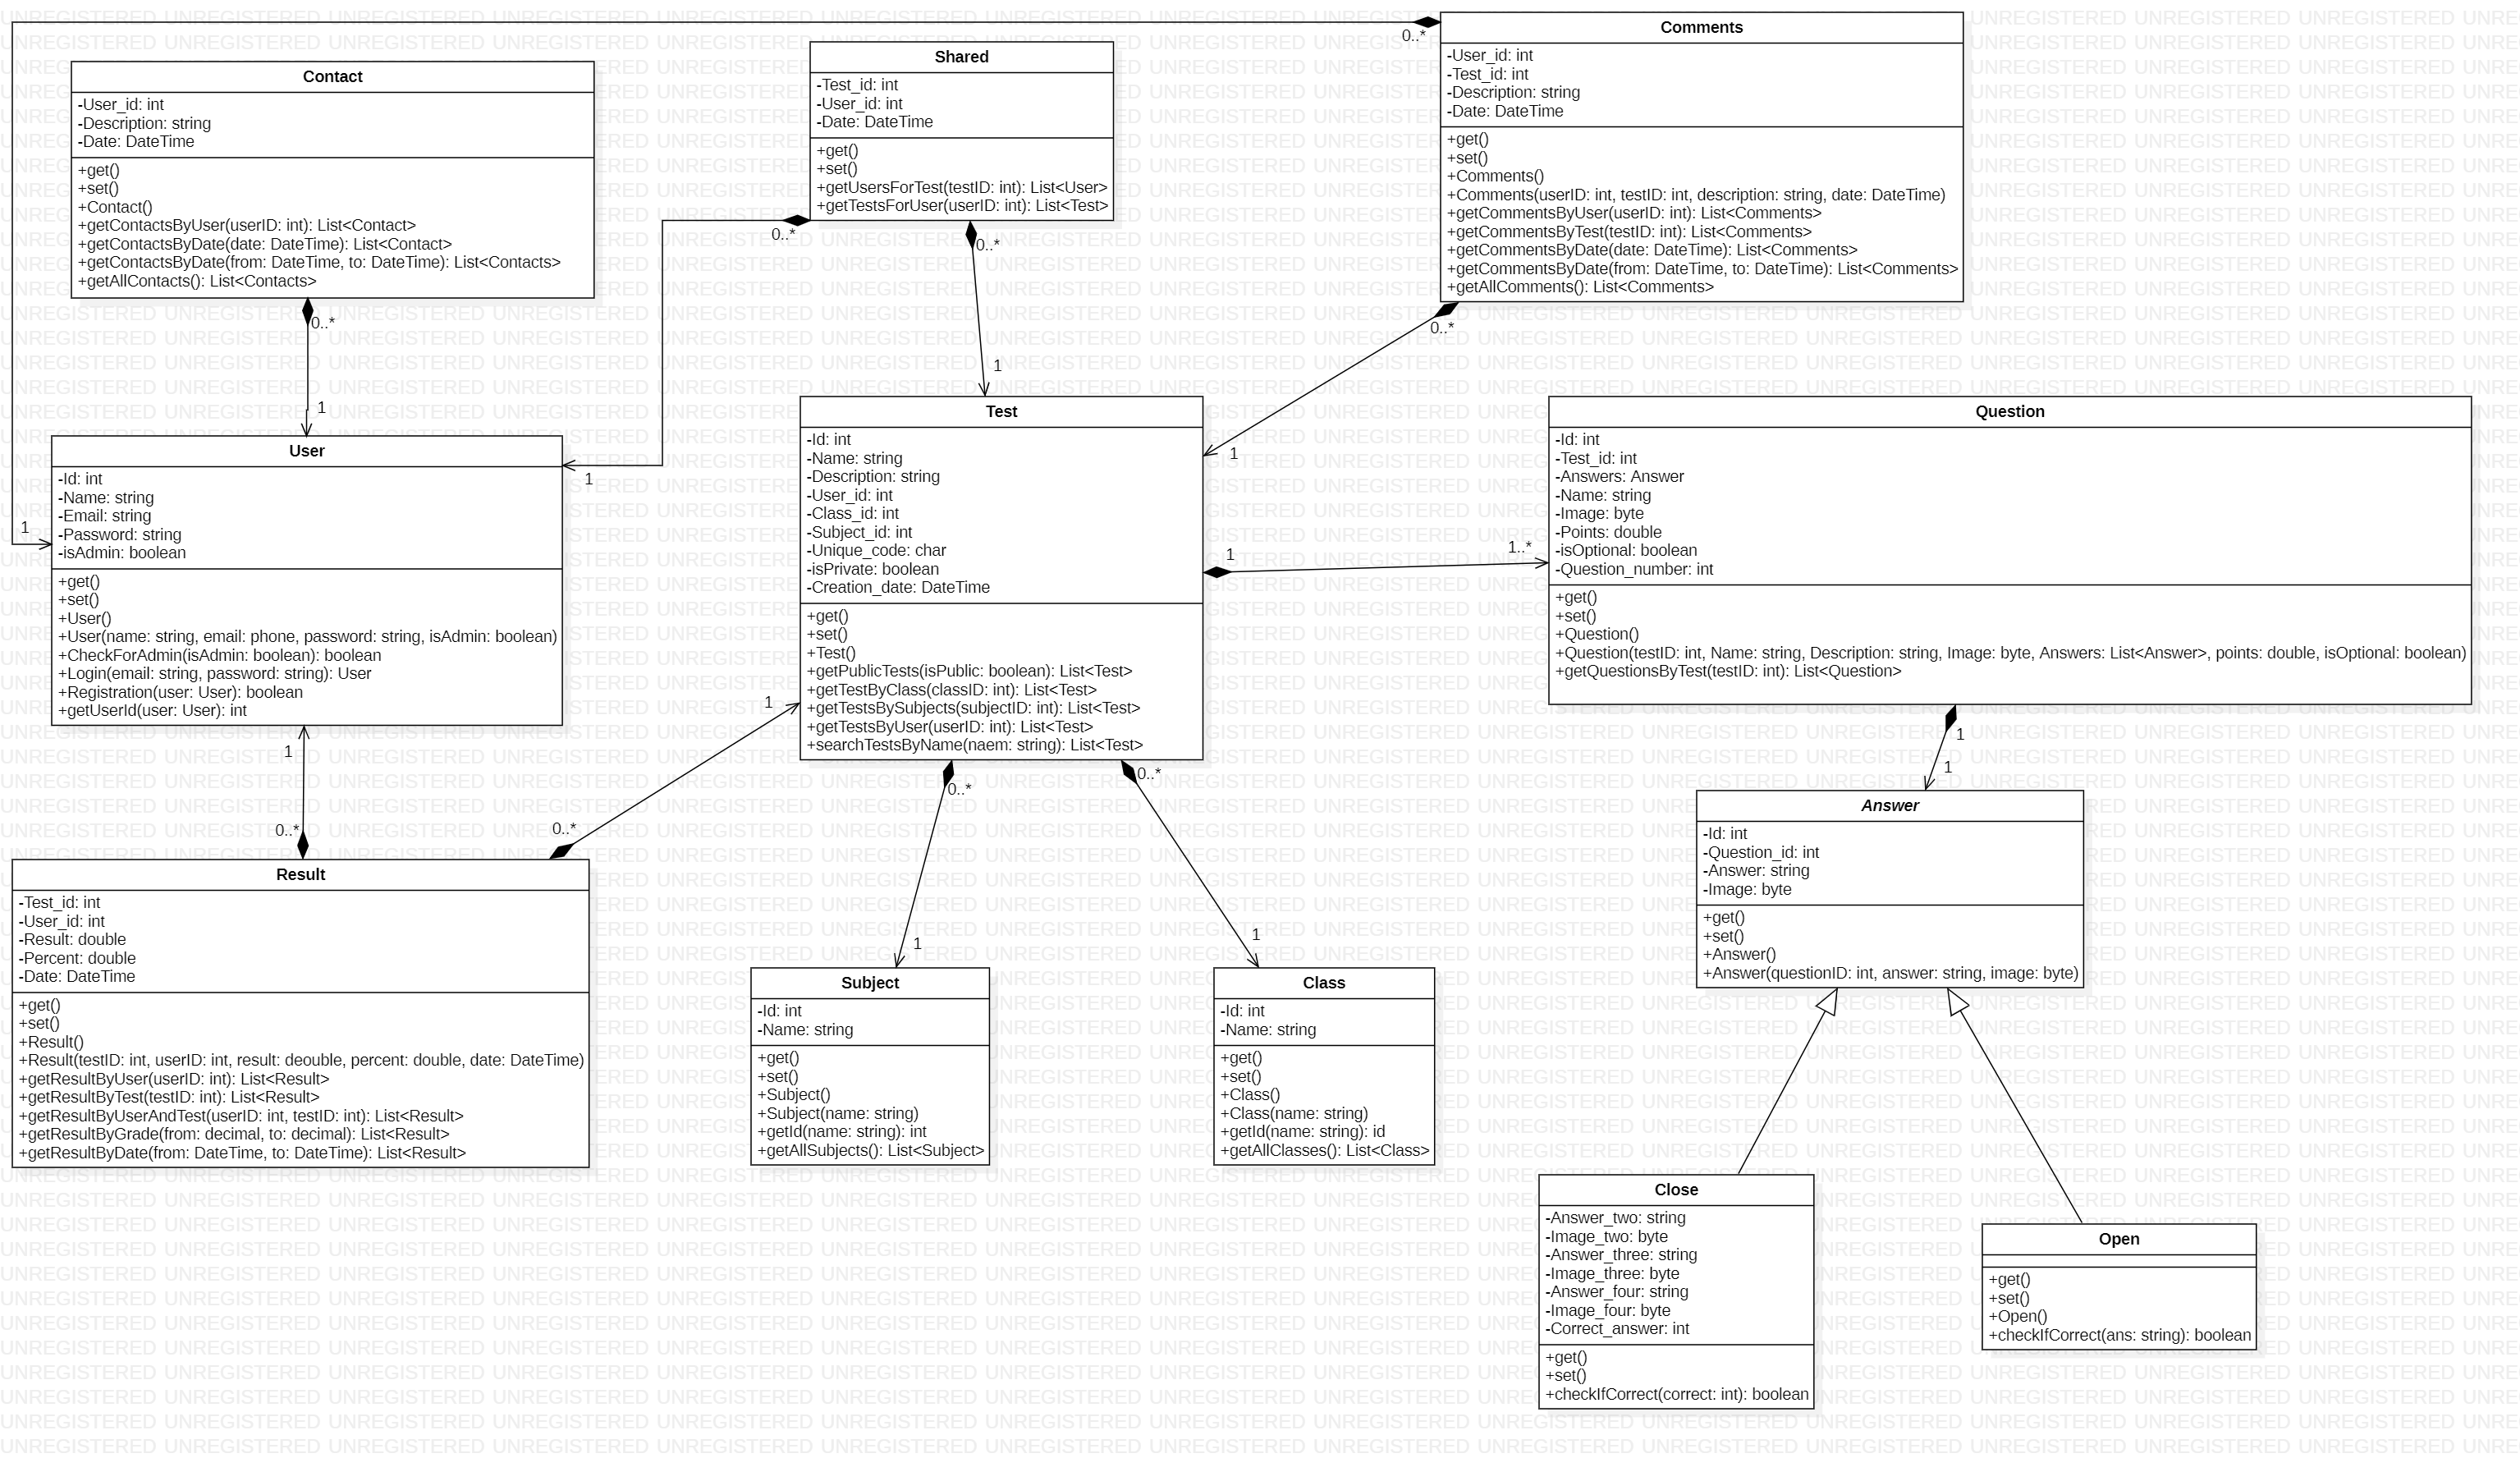 Contact
-User_id: int
-Description: string
-Date: DateTime
+get()
+set()
+Contact()
+getContactsByUser(userID: int): List<Contact>
+getContactsByDate(date: DateTime): List<Contact>
+getContactsByDate(from: DateTime, to: DateTime): List<Contacts>
+getAllContacts(): List<Contacts>
0..*
1
Shared
-Test_id: int
-User_id: int
-Date: DateTime
+get()
+set()
+getUsersForTest(testID: int): List<User>
+getTestsForUser(userID: int): List<Test>
0..*
0..*
1
1
Comments
-User_id: int
-Test_id: int
-Description: string
-Date: DateTime
+get()
+set()
+Comments()
+Comments(userID: int, testID: int, description: string, date: DateTime)
+getCommentsByUser(userID: int): List<Comments>
+getCommentsByTest(testID: int): List<Comments>
+getCommentsByDate(date: DateTime): List<Comments>
+getCommentsByDate(from: DateTime, to: DateTime): List<Comments>
+getAllComments(): List<Comments>
0..*
0..*
1
1
User
-Id: int
-Name: string
-Email: string
-Password: string
-isAdmin: boolean
+get()
+set()
+User()
+User(name: string, email: phone, password: string, isAdmin: boolean)
+CheckForAdmin(isAdmin: boolean): boolean
+Login(email: string, password: string): User
+Registration(user: User): boolean
+getUserId(user: User): int
1
0..*
Test
-Id: int
-Name: string
-Description: string
-User_id: int
-Class_id: int
-Subject_id: int
-Unique_code: char
-isPrivate: boolean
-Creation_date: DateTime
+get()
+set()
+Test()
+getPublicTests(isPublic: boolean): List<Test>
+getTestByClass(classID: int): List<Test>
+getTestsBySubjects(subjectID: int): List<Test>
+getTestsByUser(userID: int): List<Test>
+searchTestsByName(naem: string): List<Test>
1
1..*
1
0..*
0..*
0..*
1
1
Question
-Id: int
-Test_id: int
-Answers: Answer
-Name: string
-Image: byte
-Points: double
-isOptional: boolean
-Question_number: int
+get()
+set()
+Question()
+Question(testID: int, Name: string, Description: string, Image: byte, Answers: List<Answer>, points: double, isOptional: boolean)
+getQuestionsByTest(testID: int): List<Question>
1
1
Answer
-Id: int
-Question_id: int
-Answer: string
-Image: byte
+get()
+set()
+Answer()
+Answer(questionID: int, answer: string, image: byte)
Result
-Test_id: int
-User_id: int
-Result: double
-Percent: double
-Date: DateTime
+get()
+set()
+Result()
+Result(testID: int, userID: int, result: deouble, percent: double, date: DateTime)
+getResultByUser(userID: int): List<Result>
+getResultByTest(testID: int): List<Result>
+getResultByUserAndTest(userID: int, testID: int): List<Result>
+getResultByGrade(from: decimal, to: decimal): List<Result>
+getResultByDate(from: DateTime, to: DateTime): List<Result>
Subject
-Id: int
-Name: string
+get()
+set()
+Subject()
+Subject(name: string)
+getId(name: string): int
+getAllSubjects(): List<Subject>
Class
-Id: int
-Name: string
+get()
+set()
+Class()
+Class(name: string)
+getId(name: string): id
+getAllClasses(): List<Class>
Close
-Answer_two: string
-Image_two: byte
-Answer_three: string
-Image_three: byte
-Answer_four: string
-Image_four: byte
-Correct_answer: int
+get()
+set()
+checkIfCorrect(correct: int): boolean
Open
+get()
+set()
+Open()
+checkIfCorrect(ans: string): boolean
UNREGISTERED